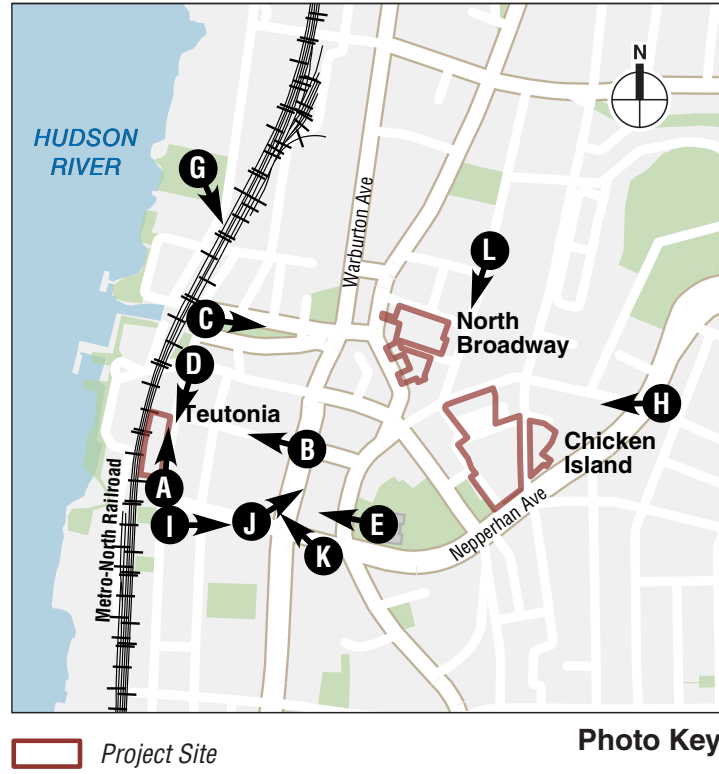 N
HUDSON
RIVER
G
Warburton Ave
L
C
North
Broadway
D
Teutonia
H
B
Chicken
Island
Metro-North Railroad
A
I
J
E
K
Nepperhan Ave
Project Site
Photo Key